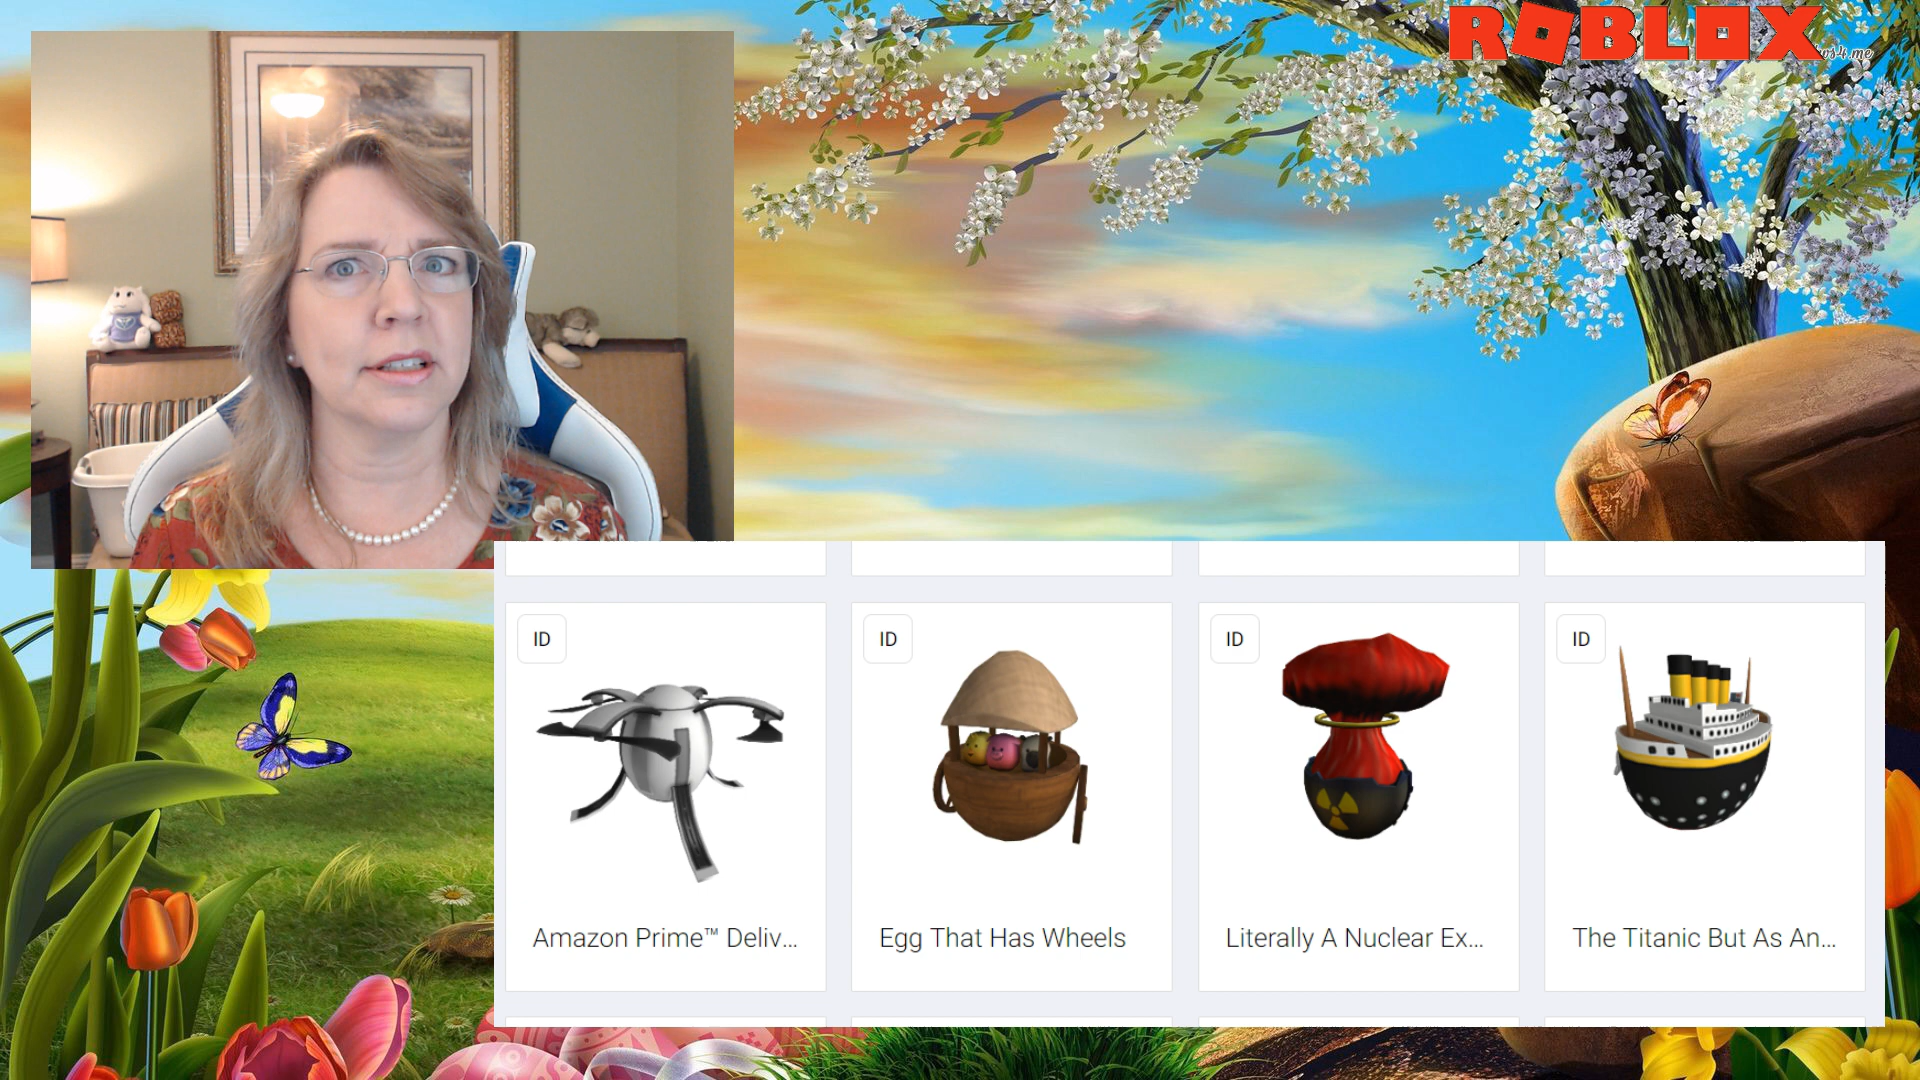 ROBLOX
ID
ID
ID
ID
Amazon Prime™ Deliv...
Egg That Has Wheels
Literally A Nuclear Ex...
The Titanic But As An...